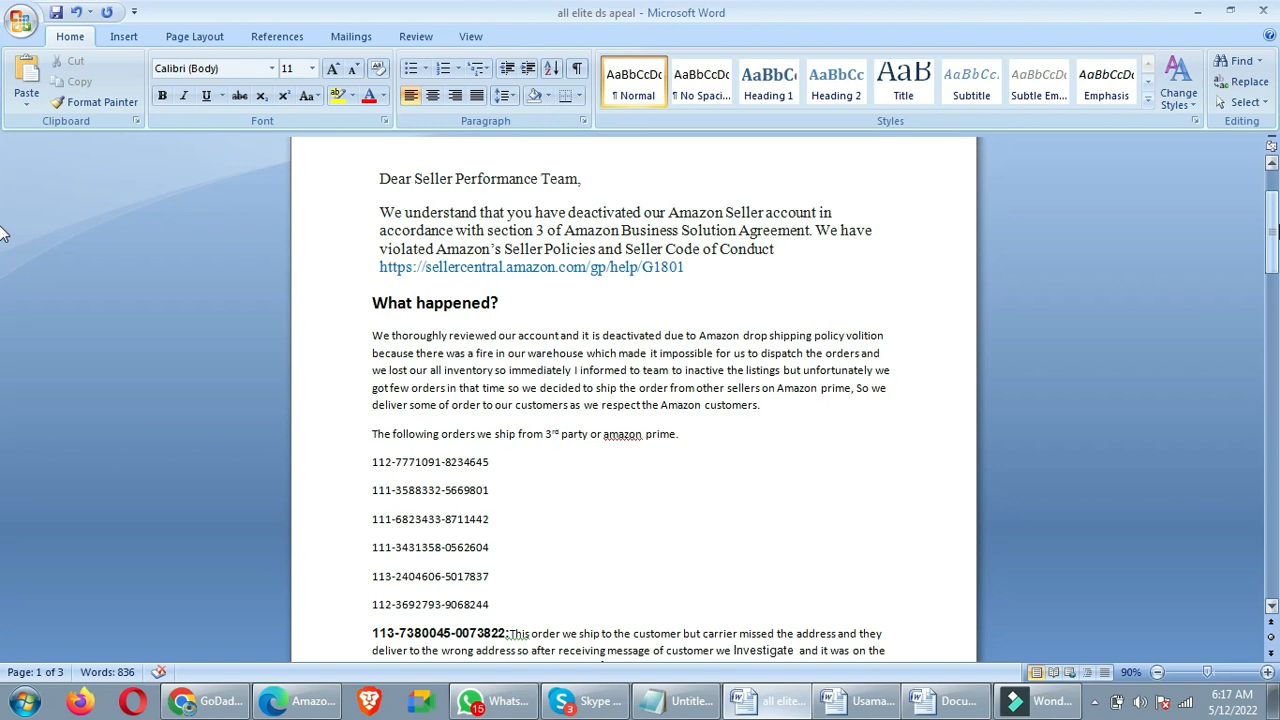 all elite ds apeal - Microsoft Word
Home Insert Page Layout References Mailings Review View
Paste
Cut
Copy
Format Painter
Clipboard
Calibri (Body) 11
Font
Paragraph
AaBbCcDc AaBbCcDc AaBbCc AaBbCc AaB AaBbCc. AaBbCcDc AaBbCcDc
¶ Normal ¶ No Spaci... Heading 1 Heading 2 Title Subtitle Subtle Em... Emphasis
Change
Styles
Styles
Find
Replace
Select
Editing
Dear Seller Performance Team,
We understand that you have deactivated our Amazon Seller account in
accordance with section 3 of Amazon Business Solution Agreement. We have
violated Amazon’s Seller Policies and Seller Code of Conduct
https://sellercentral.amazon.com/gp/help/G1801
What happened?
We thoroughly reviewed our account and it is deactivated due to Amazon drop shipping policy volition
because there was a fire in our warehouse which made it impossible for us to dispatch the orders and
we lost our all inventory so immediately I informed to team to inactive the listings but unfortunately we
got few orders in that time so we decided to ship the order from other sellers on Amazon prime, So we
deliver some of order to our customers as we respect the Amazon customers.
The following orders we ship from 3rd party or amazon prime.
112-7771091-8234645
111-3588332-5669801
111-6823433-8711442
111-3431358-0562604
113-2404606-5017837
112-3692793-9068244
113-7380045-0073822:This order we ship to the customer but carrier missed the address and they
deliver to the wrong address so after receiving message of customer we Investigate and it was on the
Page: 1 of 3 Words: 836 90%
GoDad... Amazo... Whats... 15 Skype ... 3 Untitle... all elite... Usama... Docu... Wond...
6:17 AM
5/12/2022